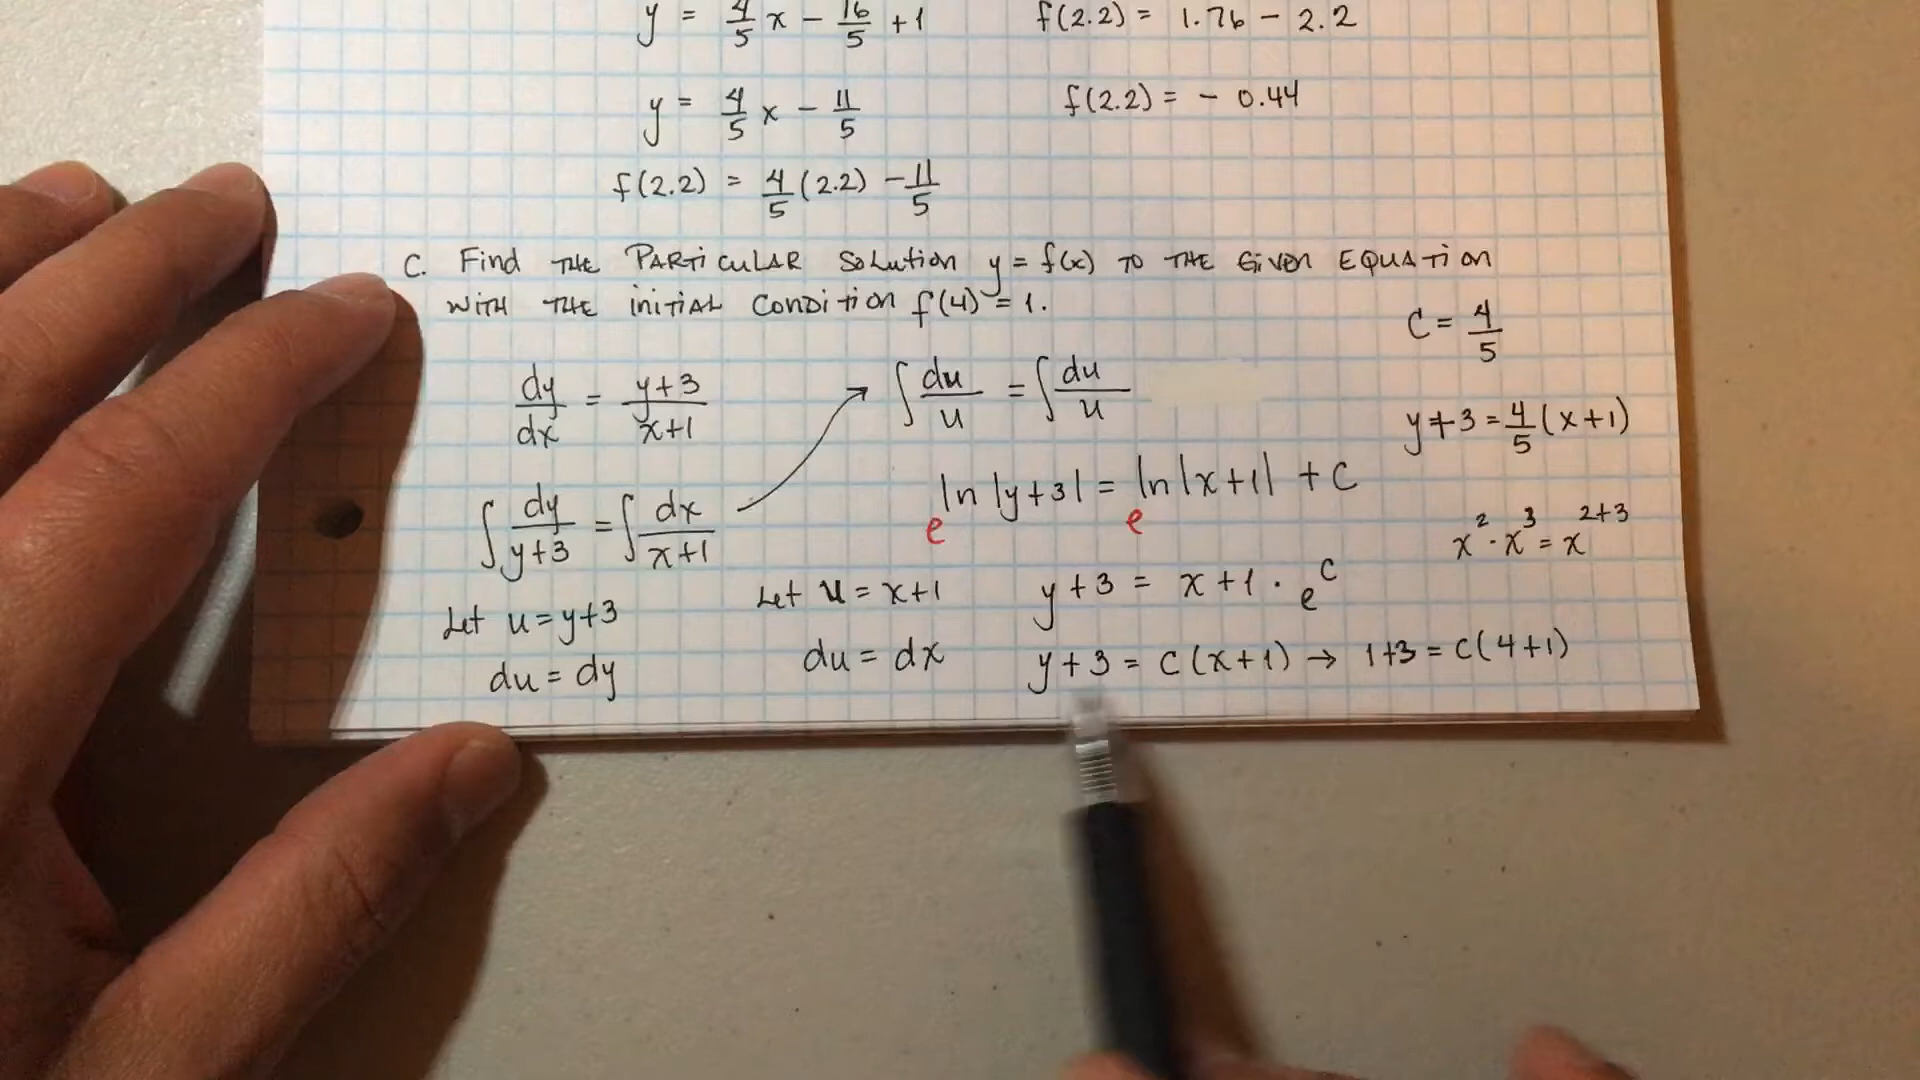 y = 4/5 x - 16/5 + 1
y = 4/5 x - 11/5
f(2.2) = 4/5 (2.2) - 11/5
f(2.2) = 1.76 - 2.2
f(2.2) = - 0.44
C. Find THE PARTiCULAR Solution y = f(x) TO THE GivEn EQUATion
WiTH THE iniTiAL ConDiTion f(4) = 1.
dy/dx = y+3/x+1
∫ dy/y+3 = ∫ dx/x+1
Let u = y+3
du = dy
Let u = x+1
du = dx
∫ du/u = ∫ du/u
e^ln|y+3| = e^ln|x+1| + C
y + 3 = x + 1 · e^C
y + 3 = C(x+1) → 1+3 = C(4+1)
C = 4/5
y+3 = 4/5 (x+1)
x^2 · x^3 = x^2+3